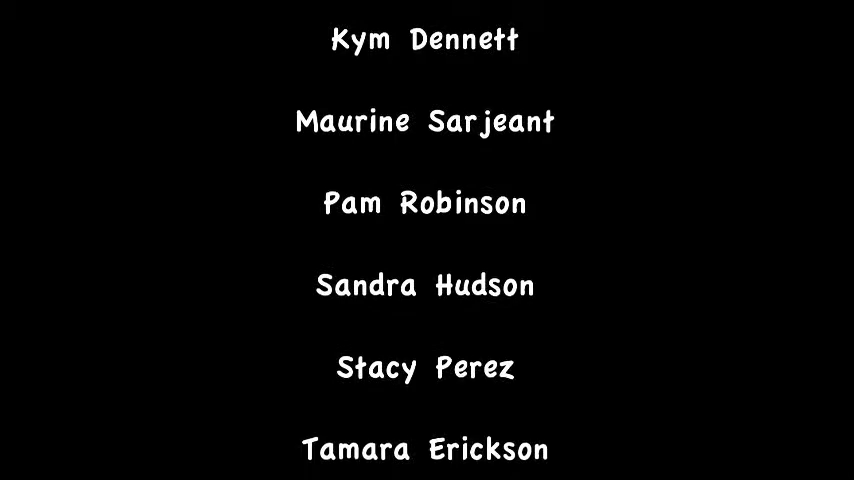 Kym Dennett
Maurine Sarjeant
Pam Robinson
Sandra Hudson
Stacy Perez
Tamara Erickson